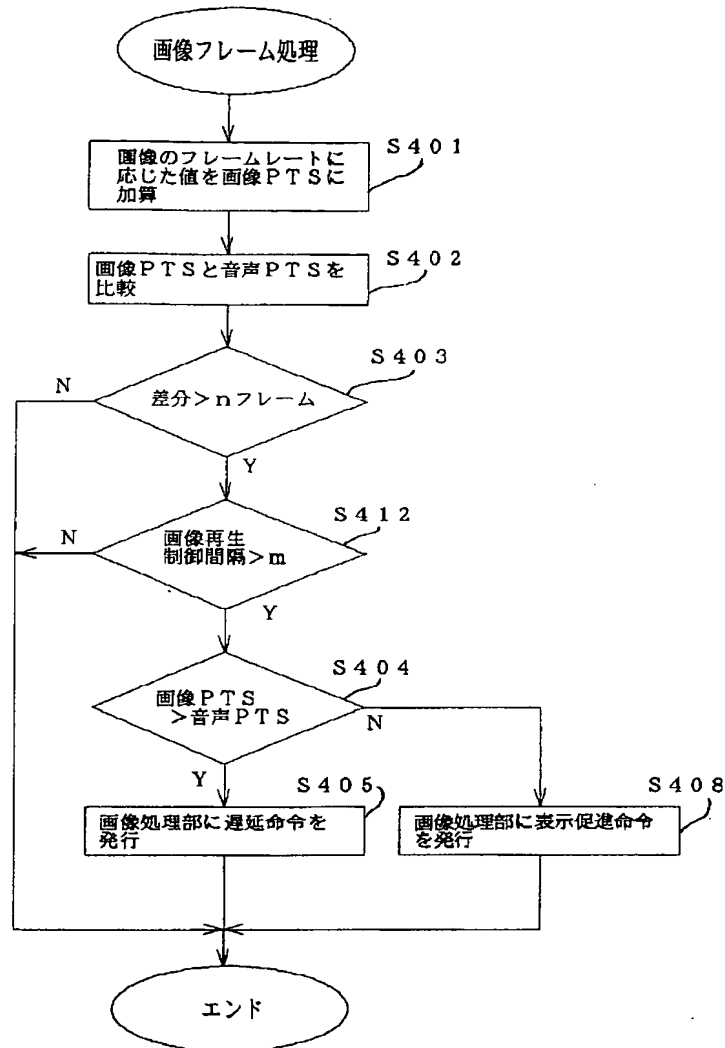 画像フレーム処理
S401
画像のフレームレートに
応じた値を画像PTSに
加算
S402
画像PTSと音声PTSを
比較
S403
N
差分>nフレーム
Y
S412
N
画像再生
制御間隔>m
Y
S404
画像PTS
>音声PTS
N
Y
S405
S408
画像処理部に遅延命令を
発行
画像処理部に表示促進命令
を発行
エンド